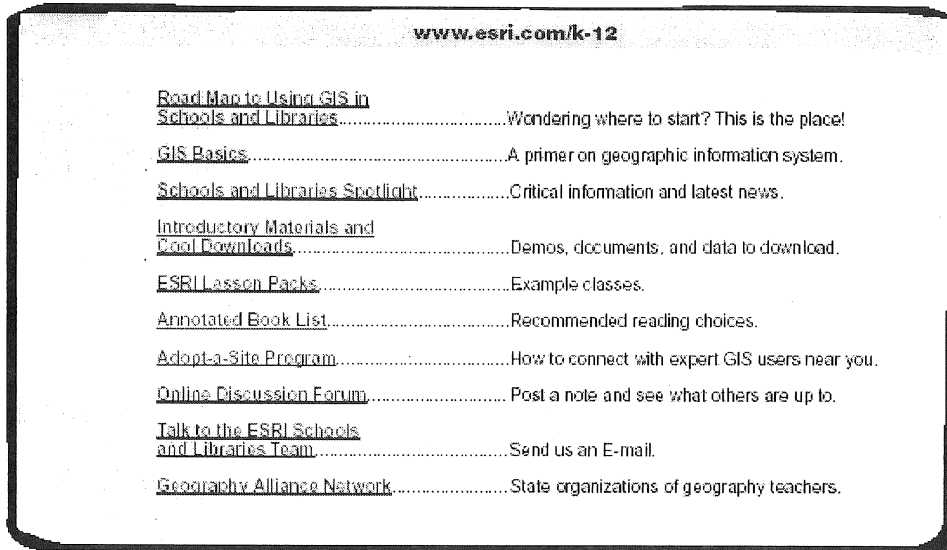 www.esri.com/k-12
Road Map to Using GIS in
Schools and Libraries..................................Wondering where to start? This is the place!
GIS Basics....................................................A primer on geographic information system.
Schools and Libraries Spotlight..................Critical information and latest news.
Introductory Materials and
Cool Downloads...........................................Demos, documents, and data to download.
ESRI Lesson Packs......................................Example classes.
Annotated Book List.....................................Recommended reading choices.
Adopt-a-Site Program...................................How to connect with expert GIS users near you.
Online Discussion Forum............................Post a note and see what others are up to.
Talk to the ESRI Schools
and Libraries Team.......................................Send us an E-mail.
Geography Alliance Network.......................State organizations of geography teachers.